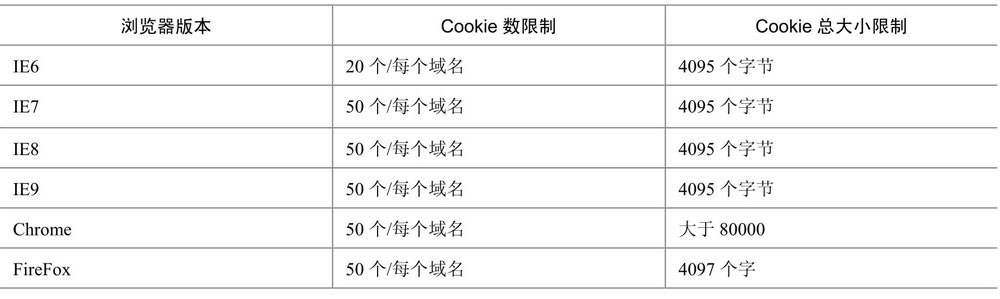 浏览器版本 Cookie 数限制 Cookie 总大小限制
IE6 20 个/每个域名 4095 个字节
IE7 50 个/每个域名 4095 个字节
IE8 50 个/每个域名 4095 个字节
IE9 50 个/每个域名 4095 个字节
Chrome 50 个/每个域名 大于 80000
FireFox 50 个/每个域名 4097 个字